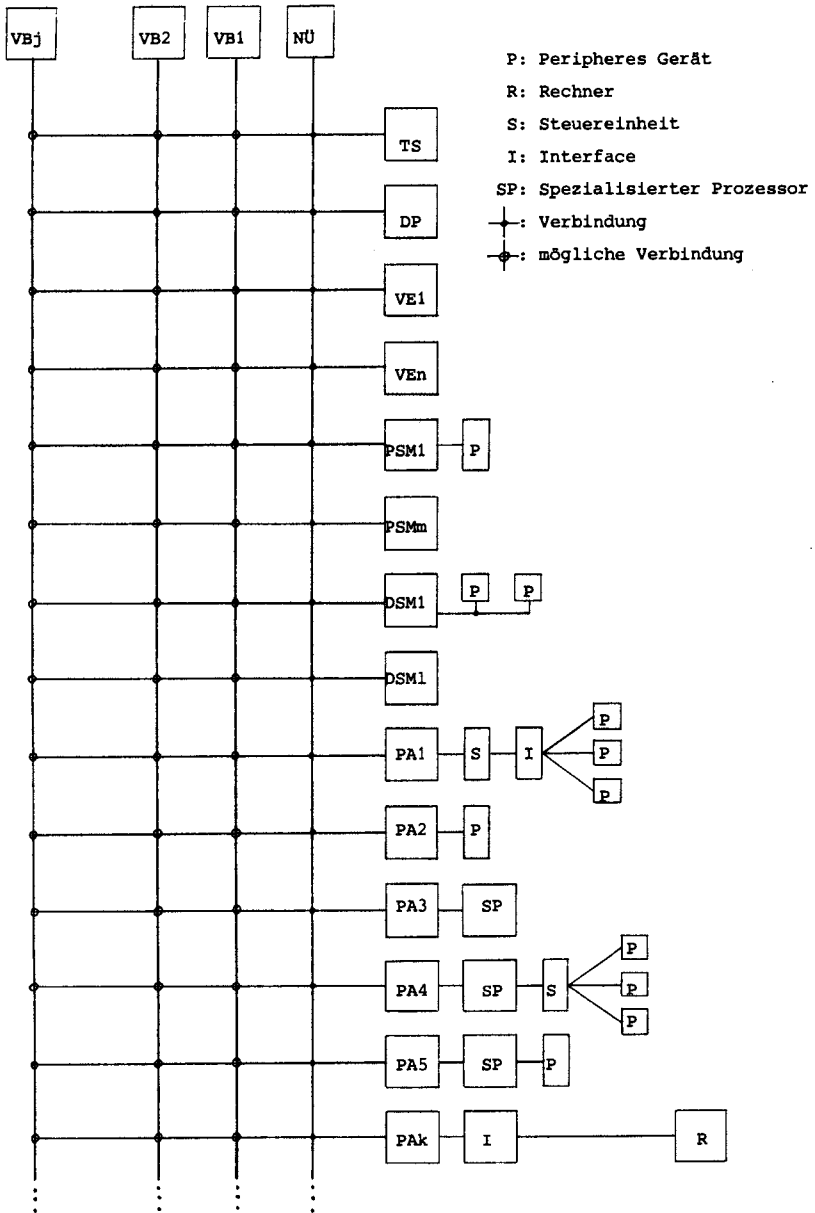 VBj VB2 VB1 NÜ
P: Peripheres Gerät
R: Rechner
S: Steuereinheit
I: Interface
SP: Spezialisierter Prozessor
: Verbindung
: mögliche Verbindung
TS
DP
VE1
VEn
PSM1 P
PSMm
DSM1 P P
DSMl
PA1 S I P P P
PA2 P
PA3 SP
PA4 SP S P P P
PA5 SP P
PAk I R